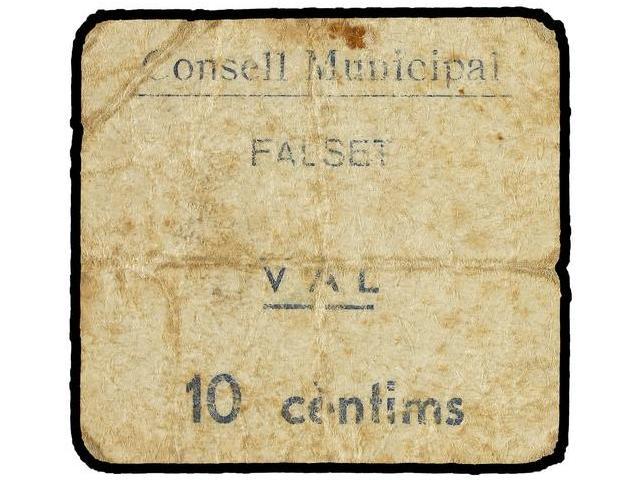 Consell Municipal
FALSET
VAL
10 cèntims